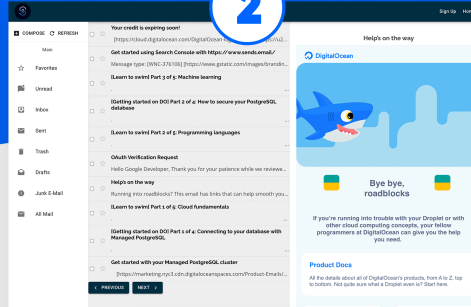 2
Sign Up
COMPOSE
REFRESH
Main
Favorites
Unread
Inbox
Sent
Trash
Drafts
Junk E-Mail
All Mail
Your credit is expiring soon!
[https://cloud.digitalocean.com/DigitalOcean
Get started using Search Console with https://www.sends.email/
Message type: [WNC-376106] [https://www.gstatic.com/images/brandin...
[Learn to swim] Part 3 of 5: Machine learning
...
[Getting started on DO] Part 2 of 4: How to secure your PostgreSQL
database
...
[Learn to swim] Part 2 of 5: Programming languages
...
OAuth Verification Request
Hello Google Developer, Thank you for your patience while we reviewe...
Help's on the way
Running into roadblocks? This email has links that can help smooth you...
[Learn to swim] Part 1 of 5: Cloud fundamentals
...
[Getting started on DO] Part 1 of 4: Connecting to your database with
Managed PostgreSQL
...
Get started with your Managed PostgreSQL cluster
[https://marketing.nyc3.cdn.digitaloceanspaces.com/Product-Emails/...
PREVIOUS
NEXT
Help's on the way
DigitalOcean
Bye bye,
roadblocks
If you're running into trouble with your Droplet or with
other cloud computing concepts, your fellow
programmers at DigitalOcean can give you the help
you need.
Product Docs
All the details about all of DigitalOcean's products, from A to Z, top
to bottom. Not quite sure what a Droplet even is? Start here.